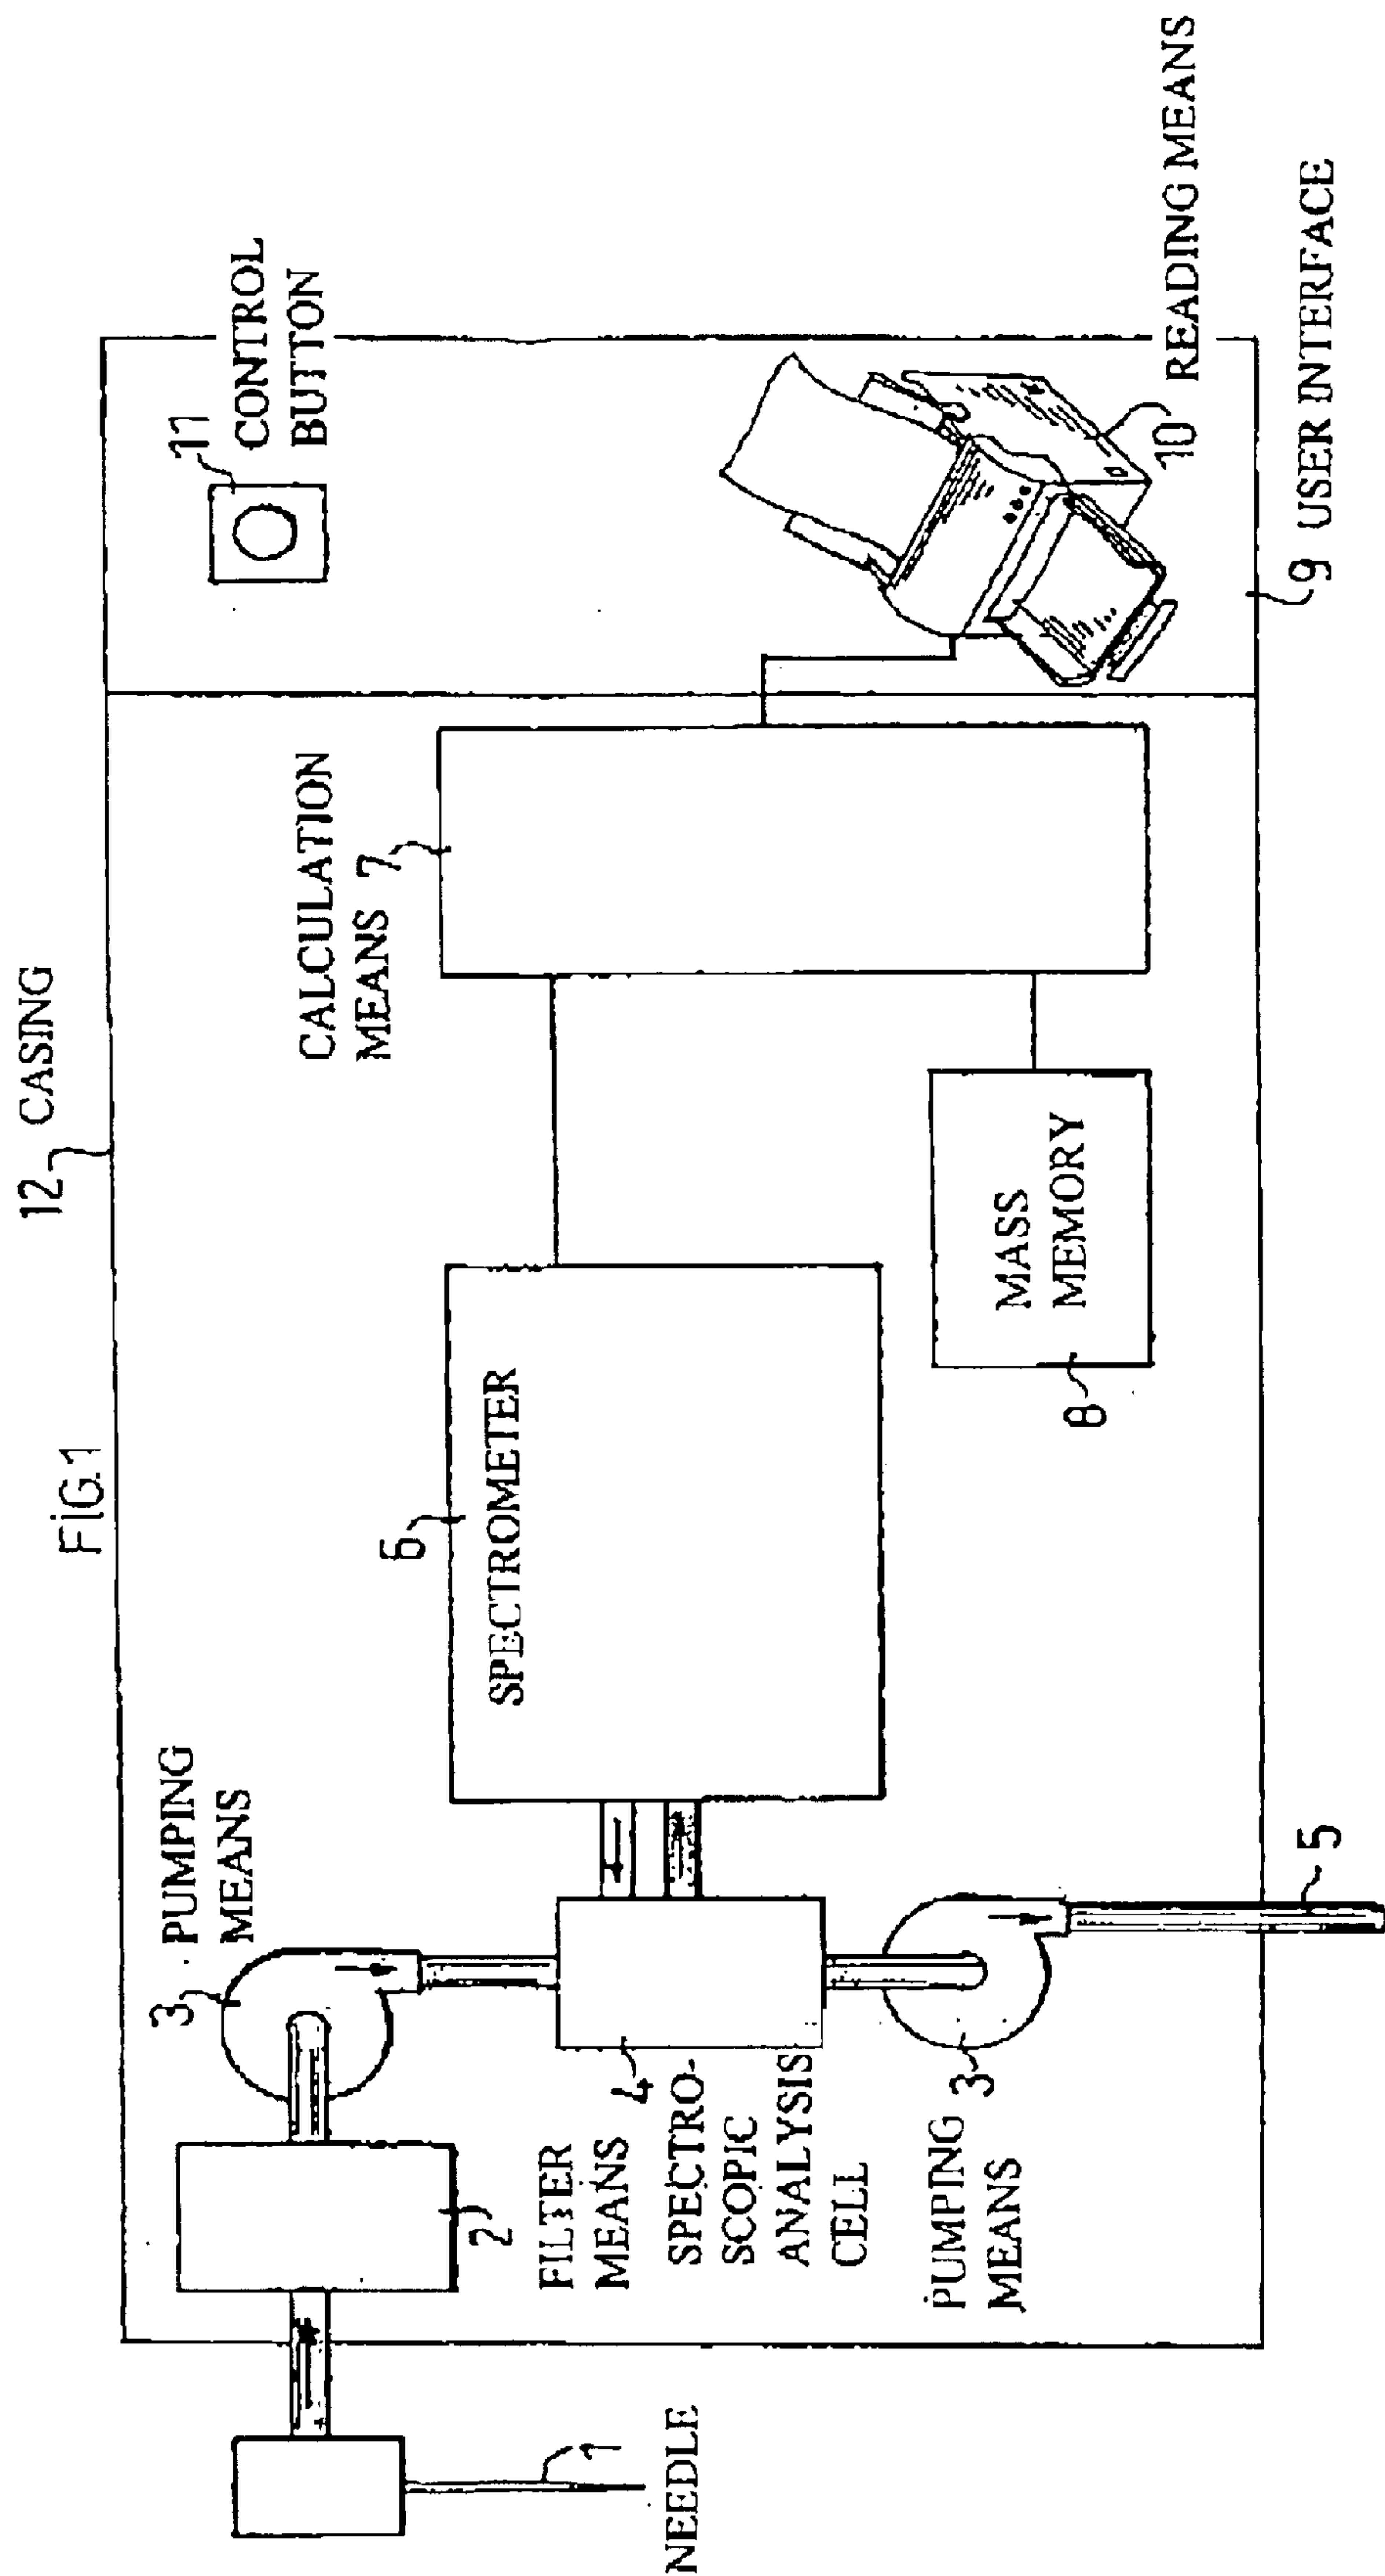 FIG.1
12 CASING
11
CONTROL
BUTTON
PUMPING
MEANS
3
CALCULATION
MEANS 7
6
SPECTROMETER
2
FILTER
MEANS
4
SPECTRO-
SCOPIC
ANALYSIS
CELL
MASS
MEMORY
8
PUMPING
MEANS
3
10
READING MEANS
1
NEEDLE
5
9 USER INTERFACE